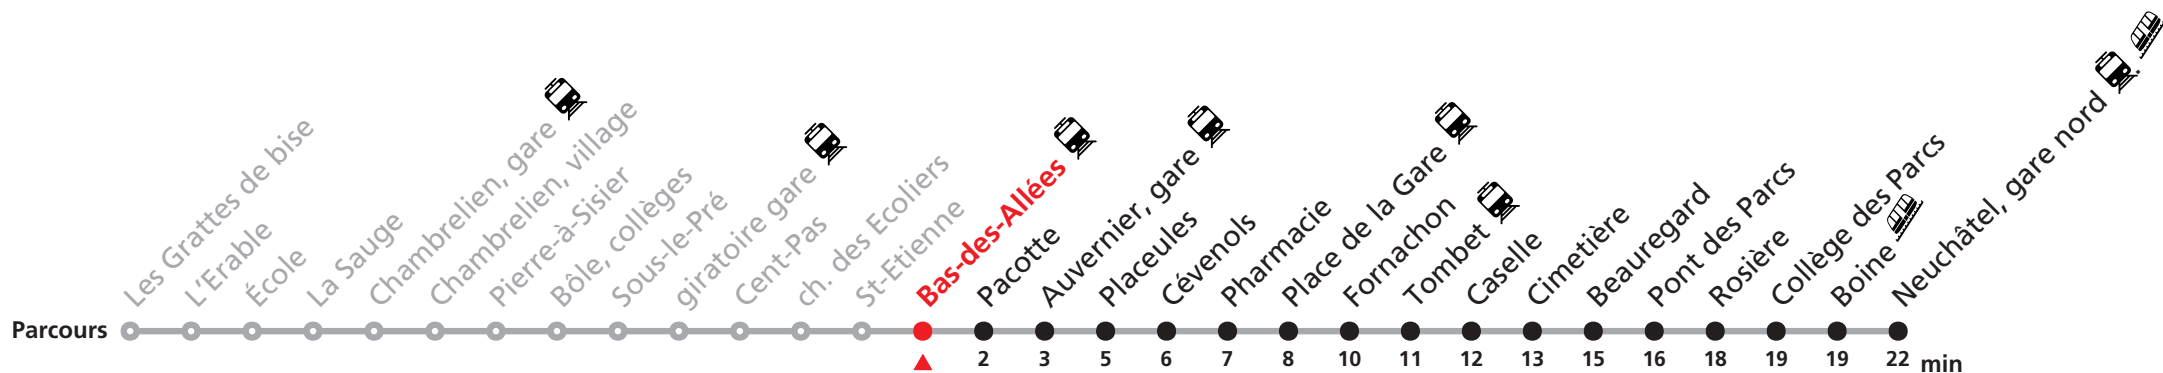 Les Grattes de bise
L'Erable
École
La Sauge
Chambrelien, gare
Chambrelien, village
Pierre-à-Sisier
Bôle, collèges
Sous-le-Pré
giratoire gare
Cent-Pas
ch. des Ecoliers
St-Etienne
Bas-des-Allées
Pacotte
Auvernier, gare
Placeules
Cévenols
Pharmacie
Place de la Gare
Fornachon
Tombet
Caselle
Cimetière
Beauregard
Pont des Parcs
Rosière
Collège des Parcs
Boine
Neuchâtel, gare nord
Parcours
2 3 5 6 7 8 10 11 12 13 15 16 18 19 19 22 min